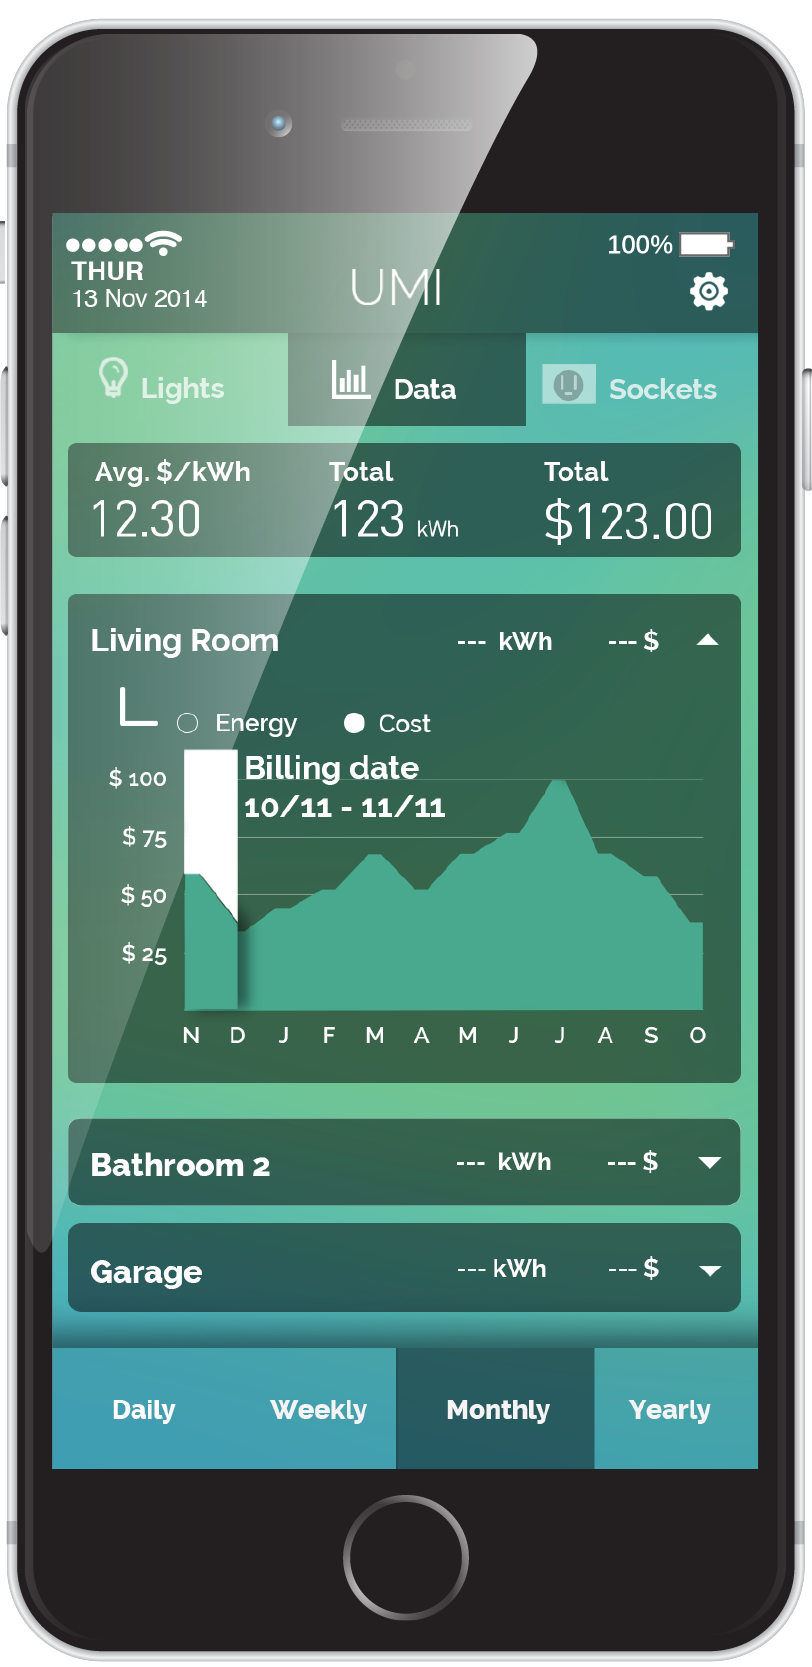 100%
THUR
13 Nov 2014
UMI
Lights Data Sockets
Avg. $/kWh Total Total
12.30 123 kWh $123.00
Living Room --- kWh --- $
Energy Cost
Billing date
10/11 - 11/11
$ 100
$ 75
$ 50
$ 25
N D J F M A M J J A S O
Bathroom 2 --- kWh --- $
Garage --- kWh --- $
Daily Weekly Monthly Yearly